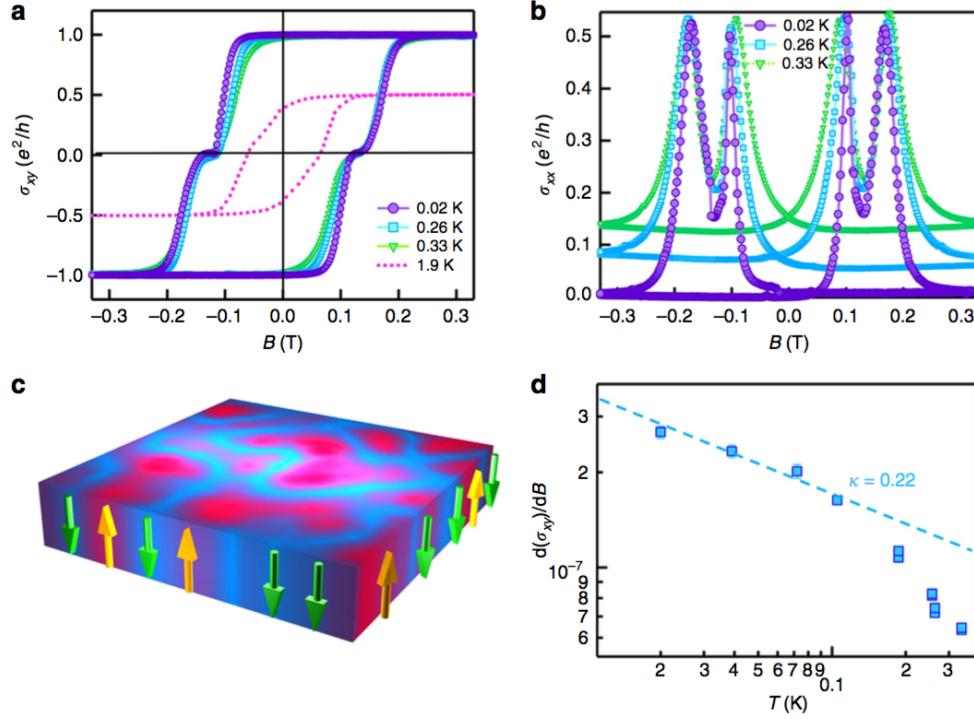 a
1.0
0.5
0.0
−0.5
−1.0
σxy (e²/h)
0.02 K
0.26 K
0.33 K
1.9 K
−0.3 −0.2 −0.1 0.0 0.1 0.2 0.3
B (T)
b
0.5
0.4
0.3
0.2
0.1
0.0
σxx (e²/h)
0.02 K
0.26 K
0.33 K
−0.3 −0.2 −0.1 0.0 0.1 0.2 0.3
B (T)
c
d
3
2
10⁻⁷
9
8
7
6
d(σxy)/dB
κ = 0.22
2 3 4 5 6 7 8 9 0.1 2 3
T (K)